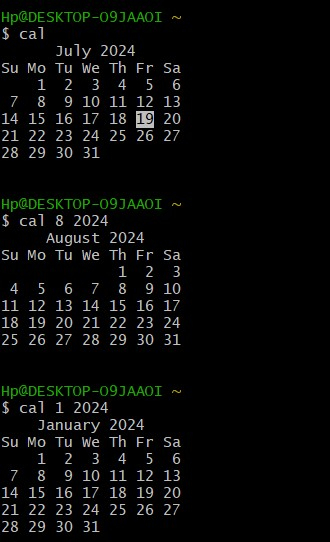 Hp@DESKTOP-O9JAAOI ~
$ cal
      July 2024
Su Mo Tu We Th Fr Sa
    1  2  3  4  5  6
 7  8  9 10 11 12 13
14 15 16 17 18 19 20
21 22 23 24 25 26 27
28 29 30 31
Hp@DESKTOP-O9JAAOI ~
$ cal 8 2024
     August 2024
Su Mo Tu We Th Fr Sa
             1  2  3
 4  5  6  7  8  9 10
11 12 13 14 15 16 17
18 19 20 21 22 23 24
25 26 27 28 29 30 31
Hp@DESKTOP-O9JAAOI ~
$ cal 1 2024
    January 2024
Su Mo Tu We Th Fr Sa
    1  2  3  4  5  6
 7  8  9 10 11 12 13
14 15 16 17 18 19 20
21 22 23 24 25 26 27
28 29 30 31